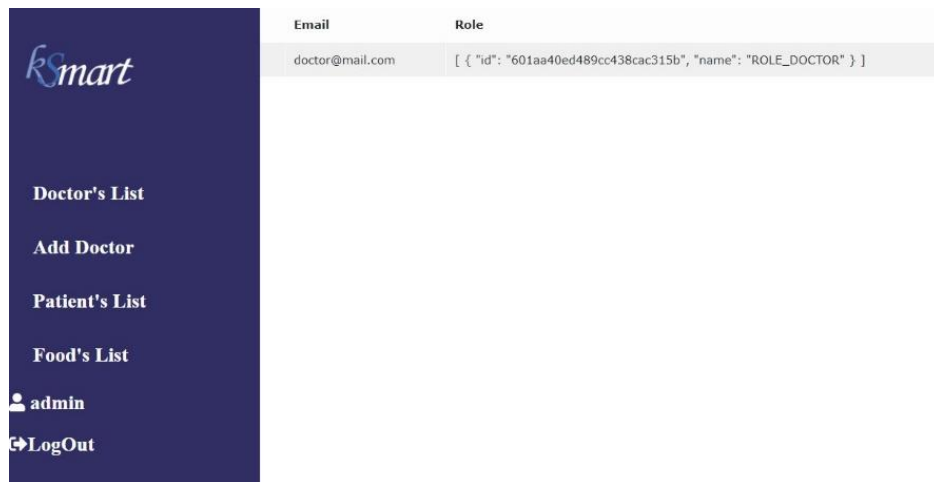 kSmart
Doctor's List
Add Doctor
Patient's List
Food's List
admin
LogOut
Email Role
doctor@mail.com [ { "id": "601aa40ed489cc438cac315b", "name": "ROLE_DOCTOR" } ]